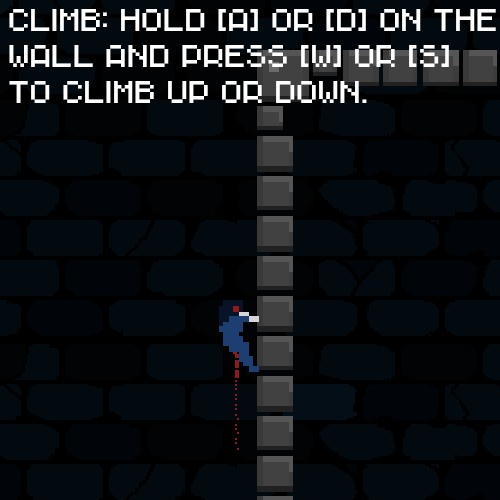 CLIMB: HOLD [A] OR [D] ON THE
WALL AND PRESS [W] OR [S]
TO CLIMB UP OR DOWN.